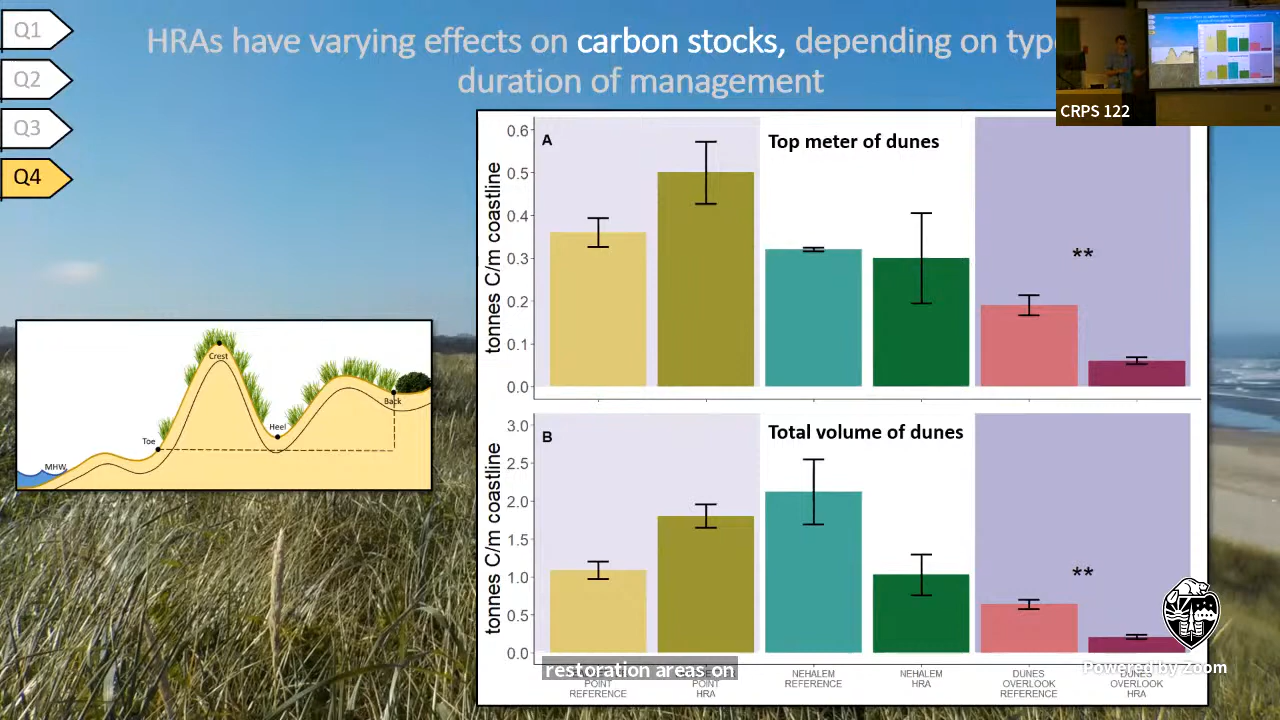 Q1
Q2
Q3
Q4
HRAs have varying effects on carbon stocks, depending on typ
duration of management
CRPS 122
A
Top meter of dunes
tonnes C/m coastline
0.6
0.5
0.4
0.3
0.2
0.1
0.0
**
B
Total volume of dunes
tonnes C/m coastline
3.0
2.5
2.0
1.5
1.0
0.5
0.0
**
Crest
Back
Heel
Toe
MHW
restoration areas on
POINT
REFERENCE
POINT
HRA
NEHALEM
REFERENCE
NEHALEM
HRA
DUNES
OVERLOOK
REFERENCE
DUNES
OVERLOOK
HRA
Powered by Zoom